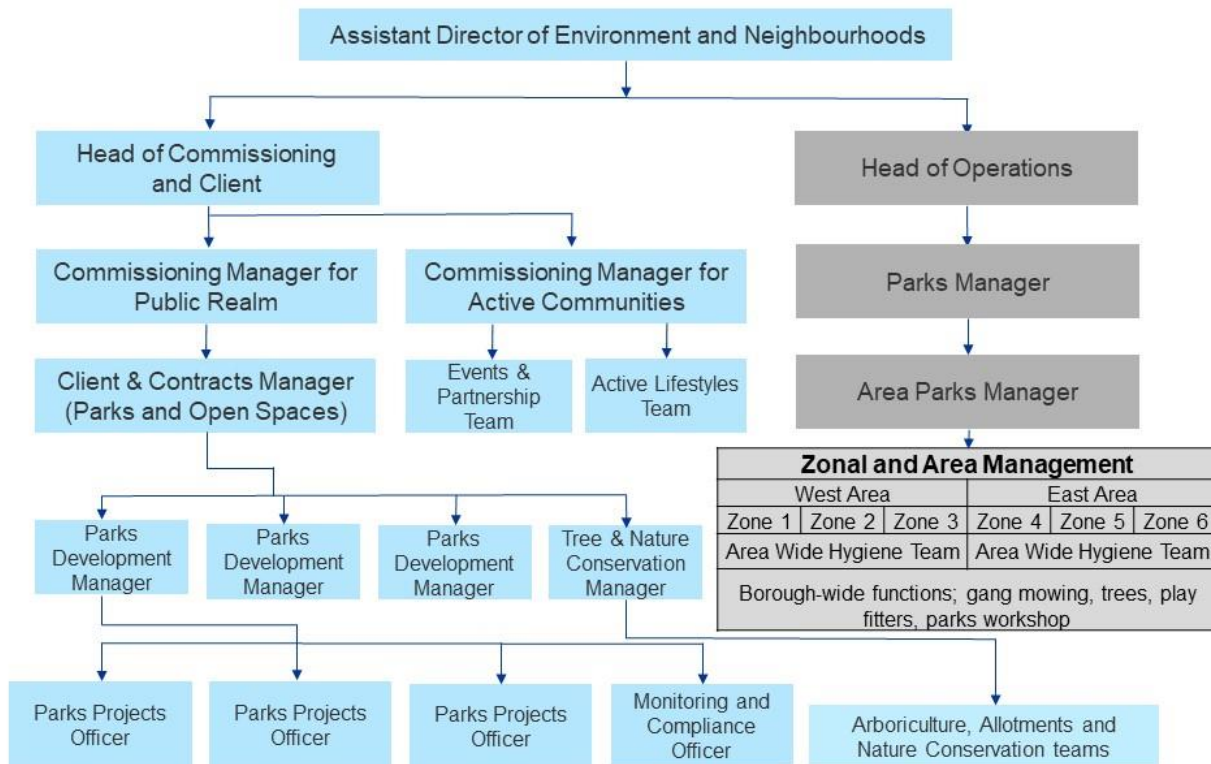 Assistant Director of Environment and Neighbourhoods
Head of Commissioning
and Client
Head of Operations
Commissioning Manager for
Public Realm
Commissioning Manager for
Active Communities
Parks Manager
Client & Contracts Manager
(Parks and Open Spaces)
Events &
Partnership
Team
Active Lifestyles
Team
Area Parks Manager
Zonal and Area Management
West Area
East Area
Zone 1
Zone 2
Zone 3
Zone 4
Zone 5
Zone 6
Area Wide Hygiene Team
Area Wide Hygiene Team
Borough-wide functions; gang mowing, trees, play
fitters, parks workshop
Parks
Development
Manager
Parks
Development
Manager
Parks
Development
Manager
Tree & Nature
Conservation
Manager
Parks Projects
Officer
Parks Projects
Officer
Parks Projects
Officer
Monitoring and
Compliance
Officer
Arboriculture, Allotments and
Nature Conservation teams